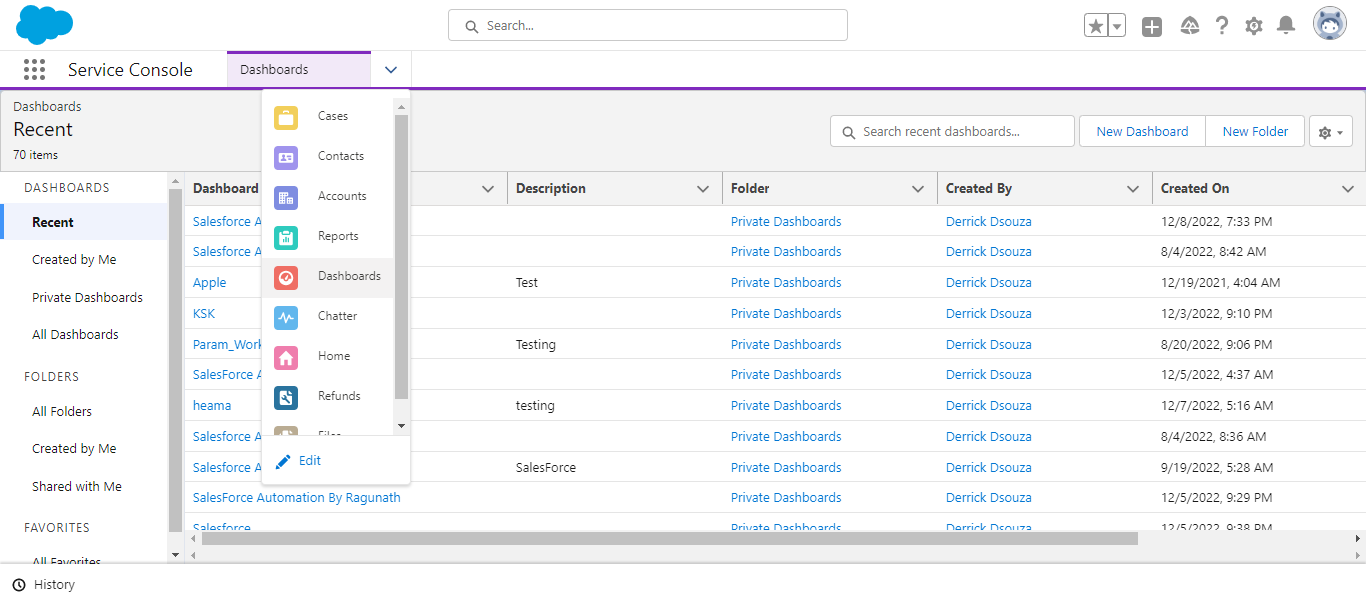 Search...
Service Console
Dashboards
Dashboards
Recent
70 items
Search recent dashboards...
New Dashboard
New Folder
Cases
Contacts
Accounts
Reports
Dashboards
Chatter
Home
Refunds
Files
Edit
DASHBOARDS
Recent
Created by Me
Private Dashboards
All Dashboards
FOLDERS
All Folders
Created by Me
Shared with Me
FAVORITES
All Favorites
Dashboard Description Folder Created By Created On
Salesforce A Private Dashboards Derrick Dsouza 12/8/2022, 7:33 PM
Salesforce A Private Dashboards Derrick Dsouza 8/4/2022, 8:42 AM
Apple Test Private Dashboards Derrick Dsouza 12/19/2021, 4:04 AM
KSK Private Dashboards Derrick Dsouza 12/3/2022, 9:10 PM
Param_Work Testing Private Dashboards Derrick Dsouza 8/20/2022, 9:06 PM
SalesForce A Private Dashboards Derrick Dsouza 12/5/2022, 4:37 AM
heama testing Private Dashboards Derrick Dsouza 12/7/2022, 5:16 AM
Salesforce A Private Dashboards Derrick Dsouza 8/4/2022, 8:36 AM
Salesforce A SalesForce Private Dashboards Derrick Dsouza 9/19/2022, 5:28 AM
SalesForce Automation By Ragunath Private Dashboards Derrick Dsouza 12/5/2022, 9:29 PM
Salesforce Private Dashboards Derrick Dsouza 12/5/2022, 9:38 PM
History